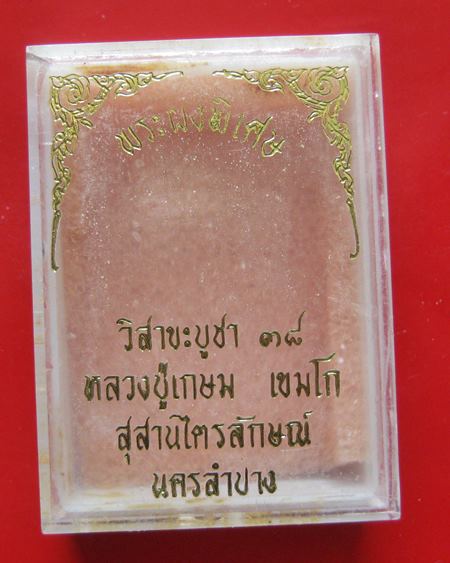 พระผงพิเศษ
วิสาขะบูชา ๓๘
หลวงปู่เกษม เขมโก
สุสานไตรลักษณ์
นครลำปาง